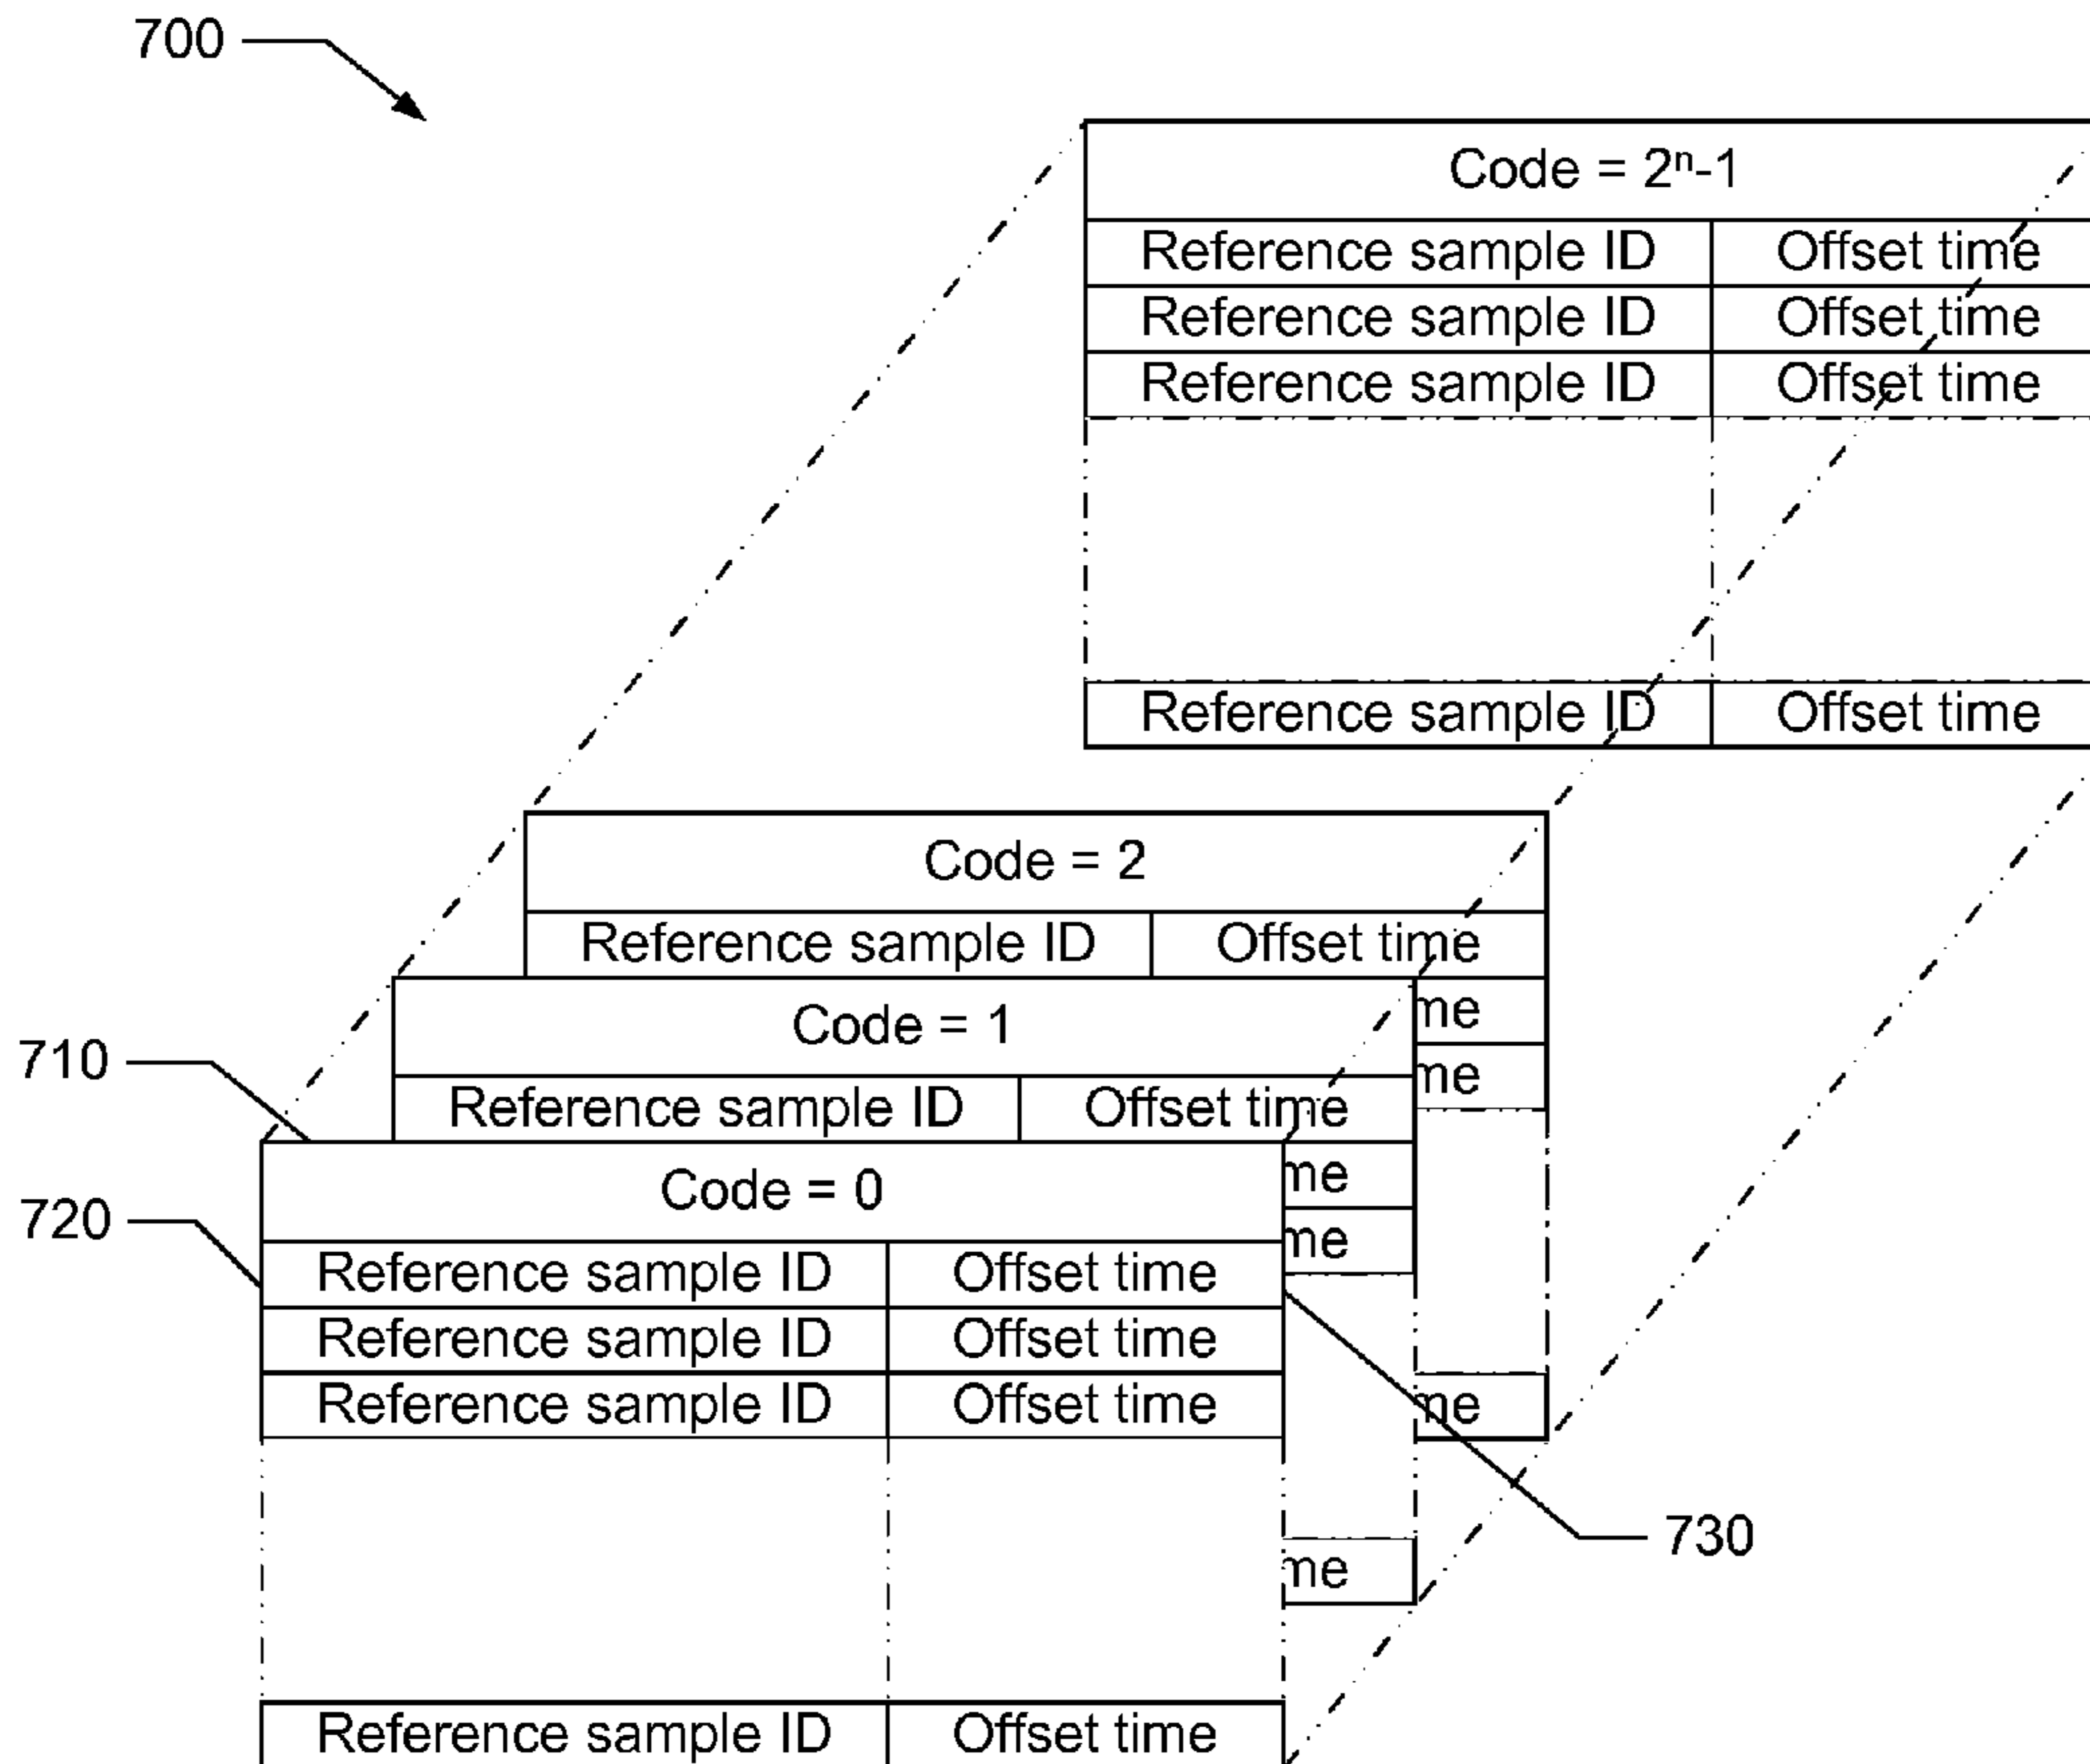 700
Code = 2ⁿ-1
Reference sample ID Offset time
Reference sample ID Offset time
Reference sample ID Offset time
Reference sample ID Offset time
Code = 2
Reference sample ID Offset time
me
me
me
Code = 1
Reference sample ID Offset time
me
me
me
710
Code = 0
720
Reference sample ID Offset time
Reference sample ID Offset time
Reference sample ID Offset time
730
Reference sample ID Offset time